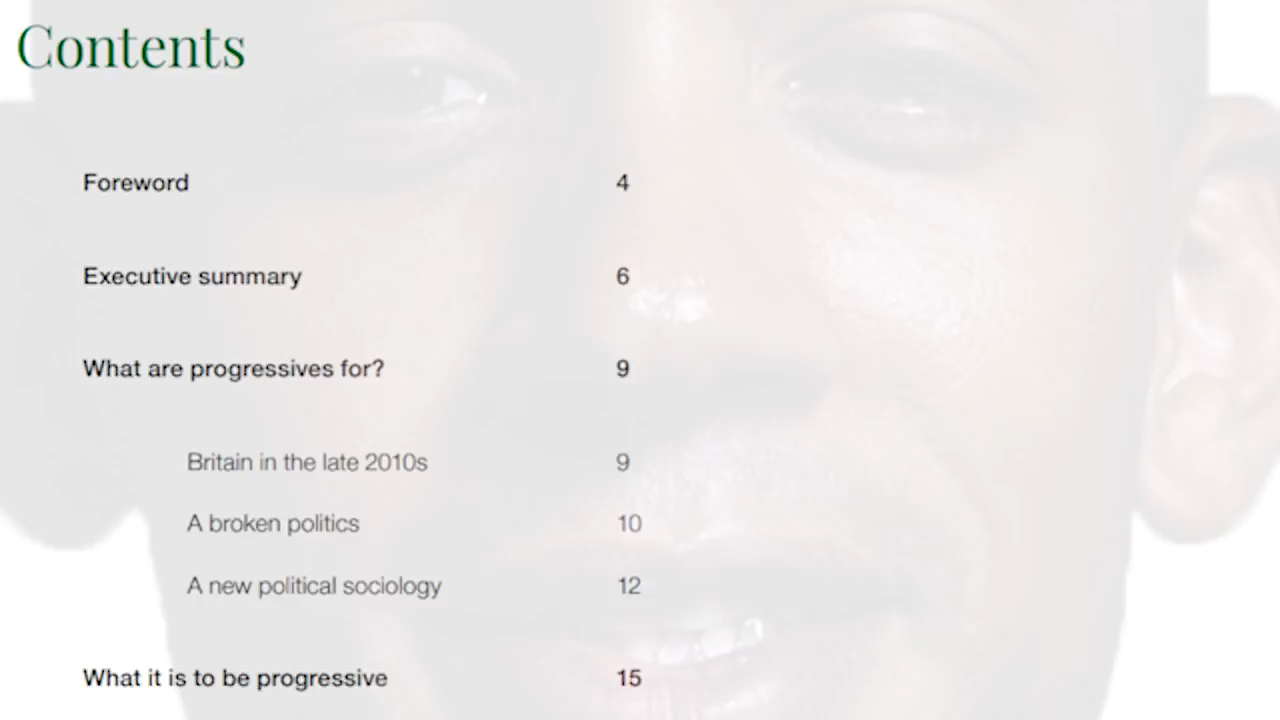 Contents
Foreword 4
Executive summary 6
What are progressives for? 9
Britain in the late 2010s 9
A broken politics 10
A new political sociology 12
What it is to be progressive 15